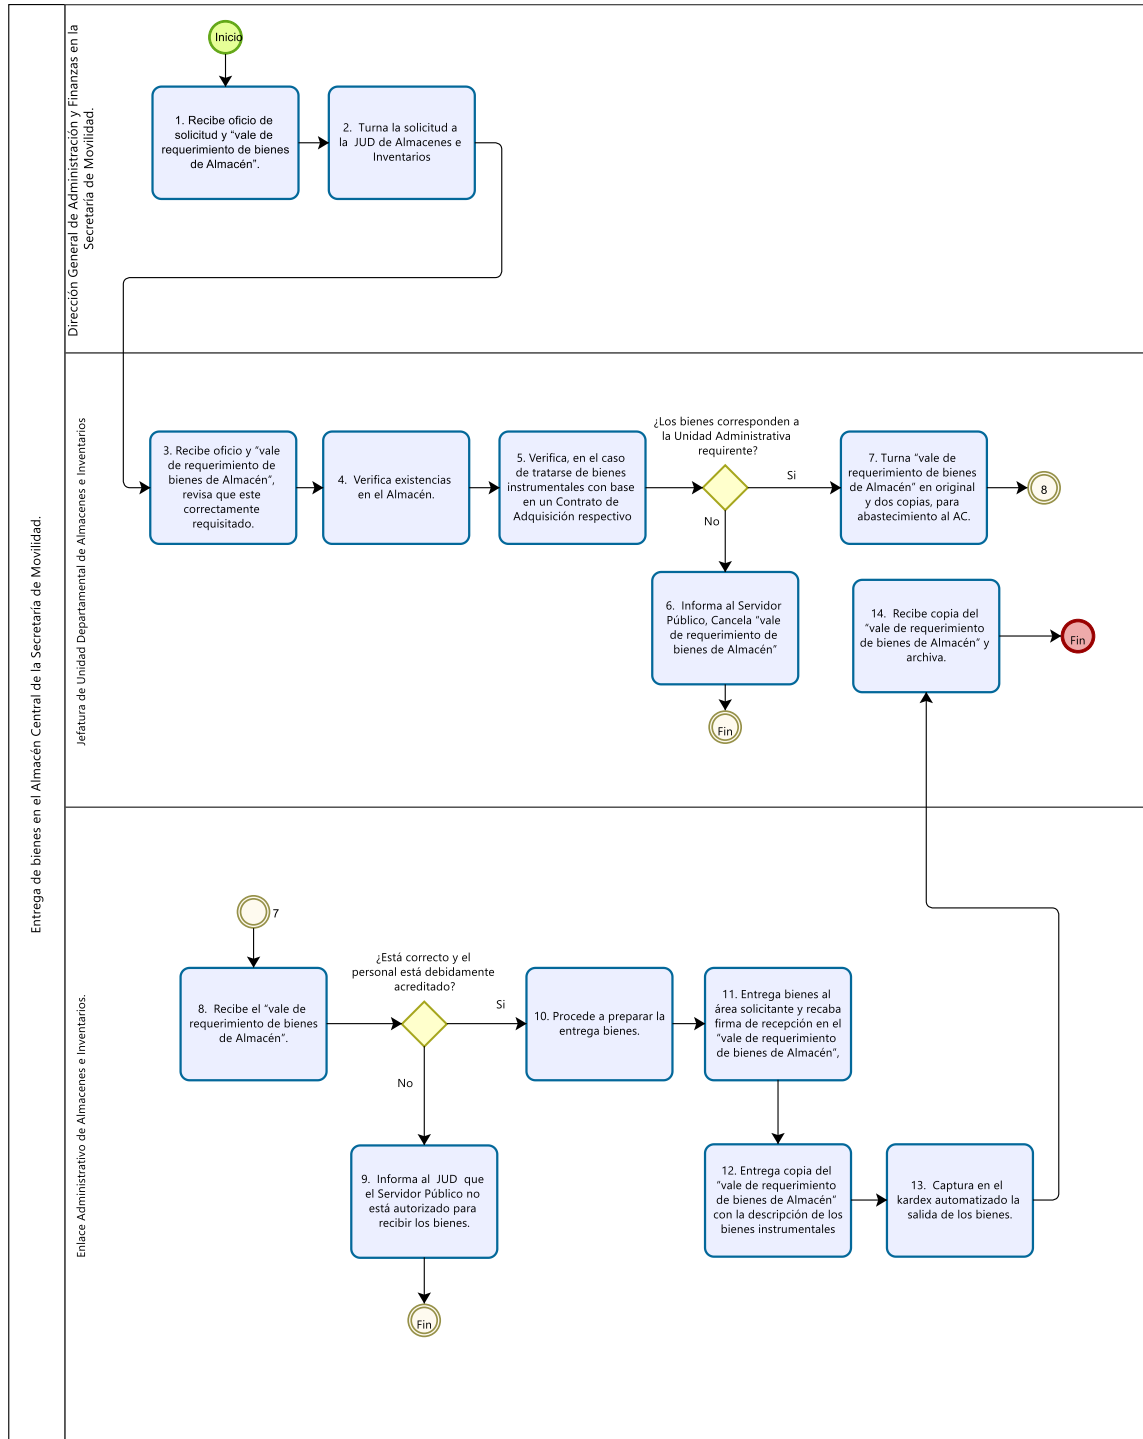 Entrega de bienes en el Almacén Central de la Secretaría de Movilidad.
Dirección General de Administración y Finanzas en la
Secretaría de Movilidad.
Inicio
1. Recibe oficio de
solicitud y “vale de
requerimiento de bienes
de Almacén”.
2.  Turna la solicitud a
la  JUD de Almacenes e
Inventarios
Jefatura de Unidad Departamental de Almacenes e Inventarios
3. Recibe oficio y “vale
de requerimiento de
bienes de Almacén”,
revisa que este
correctamente
requisitado.
4.  Verifica existencias
en el Almacén.
5. Verifica, en el caso
de tratarse de bienes
instrumentales con base
en un Contrato de
Adquisición respectivo
¿Los bienes corresponden a
la Unidad Administrativa
requirente?
Si
No
7. Turna “vale de
requerimiento de bienes
de Almacén” en original
y dos copias, para
abastecimiento al AC.
8
6.  Informa al Servidor
Público, Cancela “vale
de requerimiento de
bienes de Almacén”
Fin
14.  Recibe copia del
“vale de requerimiento
de bienes de Almacén” y
archiva.
Fin
Enlace Administrativo de Almacenes e Inventarios.
7
8.  Recibe el “vale de
requerimiento de bienes
de Almacén”.
¿Está correcto y el
personal está debidamente
acreditado?
Si
No
10. Procede a preparar la
entrega bienes.
11. Entrega bienes al
área solicitante y recaba
firma de recepción en el
“vale de requerimiento
de bienes de Almacén”,
9.  Informa al  JUD  que
el Servidor Público no
está autorizado para
recibir los bienes.
Fin
12. Entrega copia del
“vale de requerimiento
de bienes de Almacén”
con la descripción de los
bienes instrumentales
13.  Captura en el
kardex automatizado la
salida de los bienes.